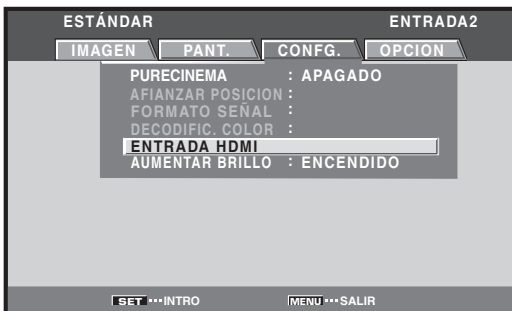 ESTÁNDAR ENTRADA2
IMAGEN PANT. CONFG. OPCION
PURECINEMA : APAGADO
AFIANZAR POSICION :
FORMATO SEÑAL :
DECODIFIC. COLOR :
ENTRADA HDMI
AUMENTAR BRILLO : ENCENDIDO
SET ••• INTRO MENU ••• SALIR